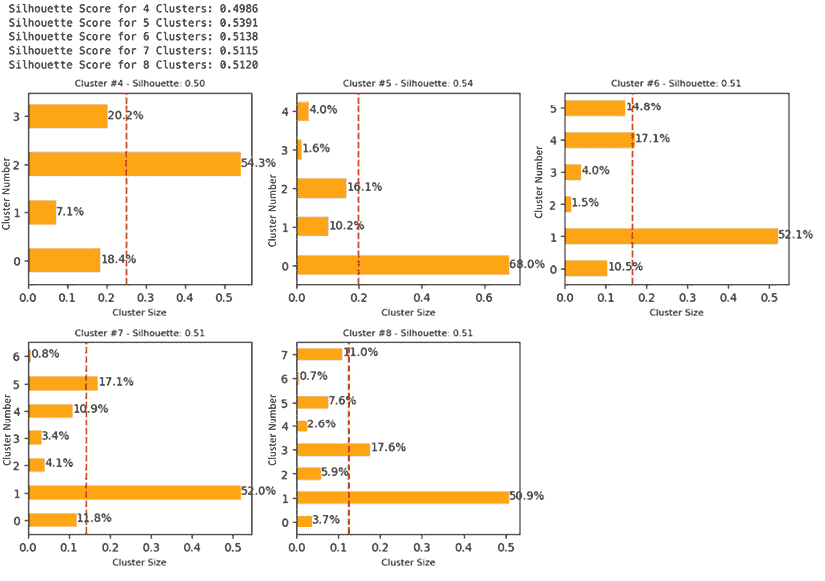 Silhouette Score for 4 Clusters: 0.4986
Silhouette Score for 5 Clusters: 0.5391
Silhouette Score for 6 Clusters: 0.5138
Silhouette Score for 7 Clusters: 0.5115
Silhouette Score for 8 Clusters: 0.5120
Cluster #4 - Silhouette: 0.50
Cluster Number
3
20.2%
2
54.3%
1
7.1%
0
18.4%
0.0 0.1 0.2 0.3 0.4 0.5
Cluster Size
Cluster #5 - Silhouette: 0.54
Cluster Number
4
4.0%
3
1.6%
2
16.1%
1
10.2%
0
68.0%
0.0 0.2 0.4 0.6
Cluster Size
Cluster #6 - Silhouette: 0.51
Cluster Number
5
14.8%
4
17.1%
3
4.0%
2
1.5%
1
52.1%
0
10.5%
0.0 0.1 0.2 0.3 0.4 0.5
Cluster Size
Cluster #7 - Silhouette: 0.51
Cluster Number
6
0.8%
5
17.1%
4
10.9%
3
3.4%
2
4.1%
1
52.0%
0
11.8%
0.0 0.1 0.2 0.3 0.4 0.5
Cluster Size
Cluster #8 - Silhouette: 0.51
Cluster Number
7
11.0%
6
0.7%
5
7.6%
4
2.6%
3
17.6%
2
5.9%
1
50.9%
0
3.7%
0.0 0.1 0.2 0.3 0.4 0.5
Cluster Size